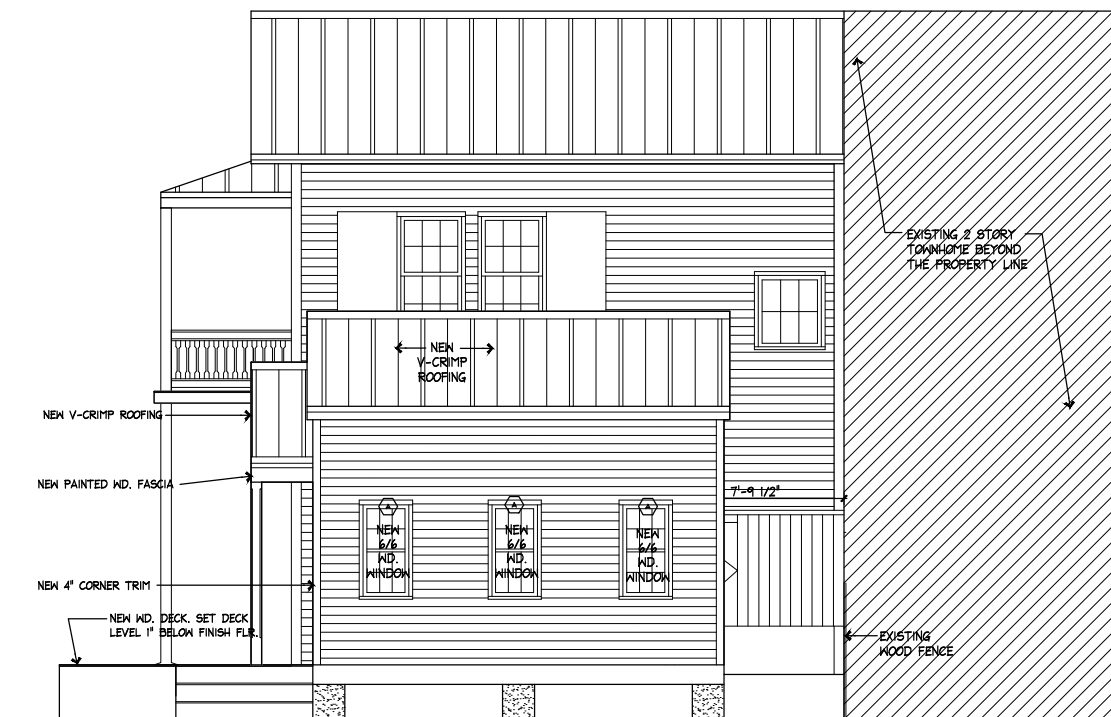 EXISTING 2 STORY
TOWNHOME BEYOND
THE PROPERTY LINE
NEW
V-CRIMP
ROOFING
NEW V-CRIMP ROOFING
NEW PAINTED WD. FASCIA
7'-9 1/2"
A
NEW
6/6
WD.
WINDOW
A
NEW
6/6
WD.
WINDOW
A
NEW
6/6
WD.
WINDOW
NEW 4" CORNER TRIM
NEW WD. DECK. SET DECK
LEVEL 1" BELOW FINISH FLR.
EXISTING
WOOD FENCE